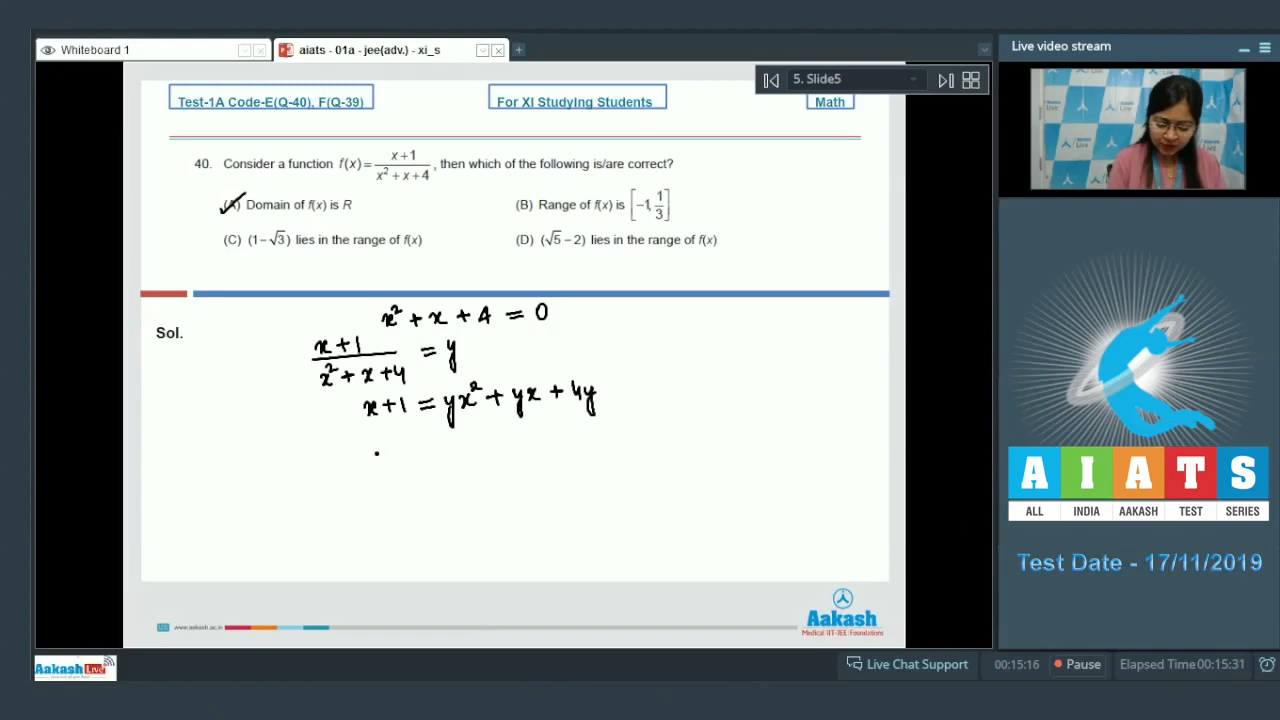 Whiteboard 1
aiats - 01a - jee(adv.) - xi_s
Live video stream
5. Slide5
Test-1A Code-E(Q-40), F(Q-39)
For XI Studying Students
Math
40. Consider a function f(x) = (x+1)/(x² + x + 4), then which of the following is/are correct?
(A) Domain of f(x) is R
(B) Range of f(x) is [-1, 1/3]
(C) (1-√3) lies in the range of f(x)
(D) (√5 - 2) lies in the range of f(x)
Sol.
x² + x + 4 = 0
(x+1)/(x² + x + 4) = y
x+1 = yx² + yx + 4y
AIATS
ALL INDIA AAKASH TEST SERIES
Test Date - 17/11/2019
www.aakash.ac.in
Aakash
Medical | IIT-JEE | Foundations
Aakash Live
Live Chat Support
00:15:16
Pause
Elapsed Time 00:15:31